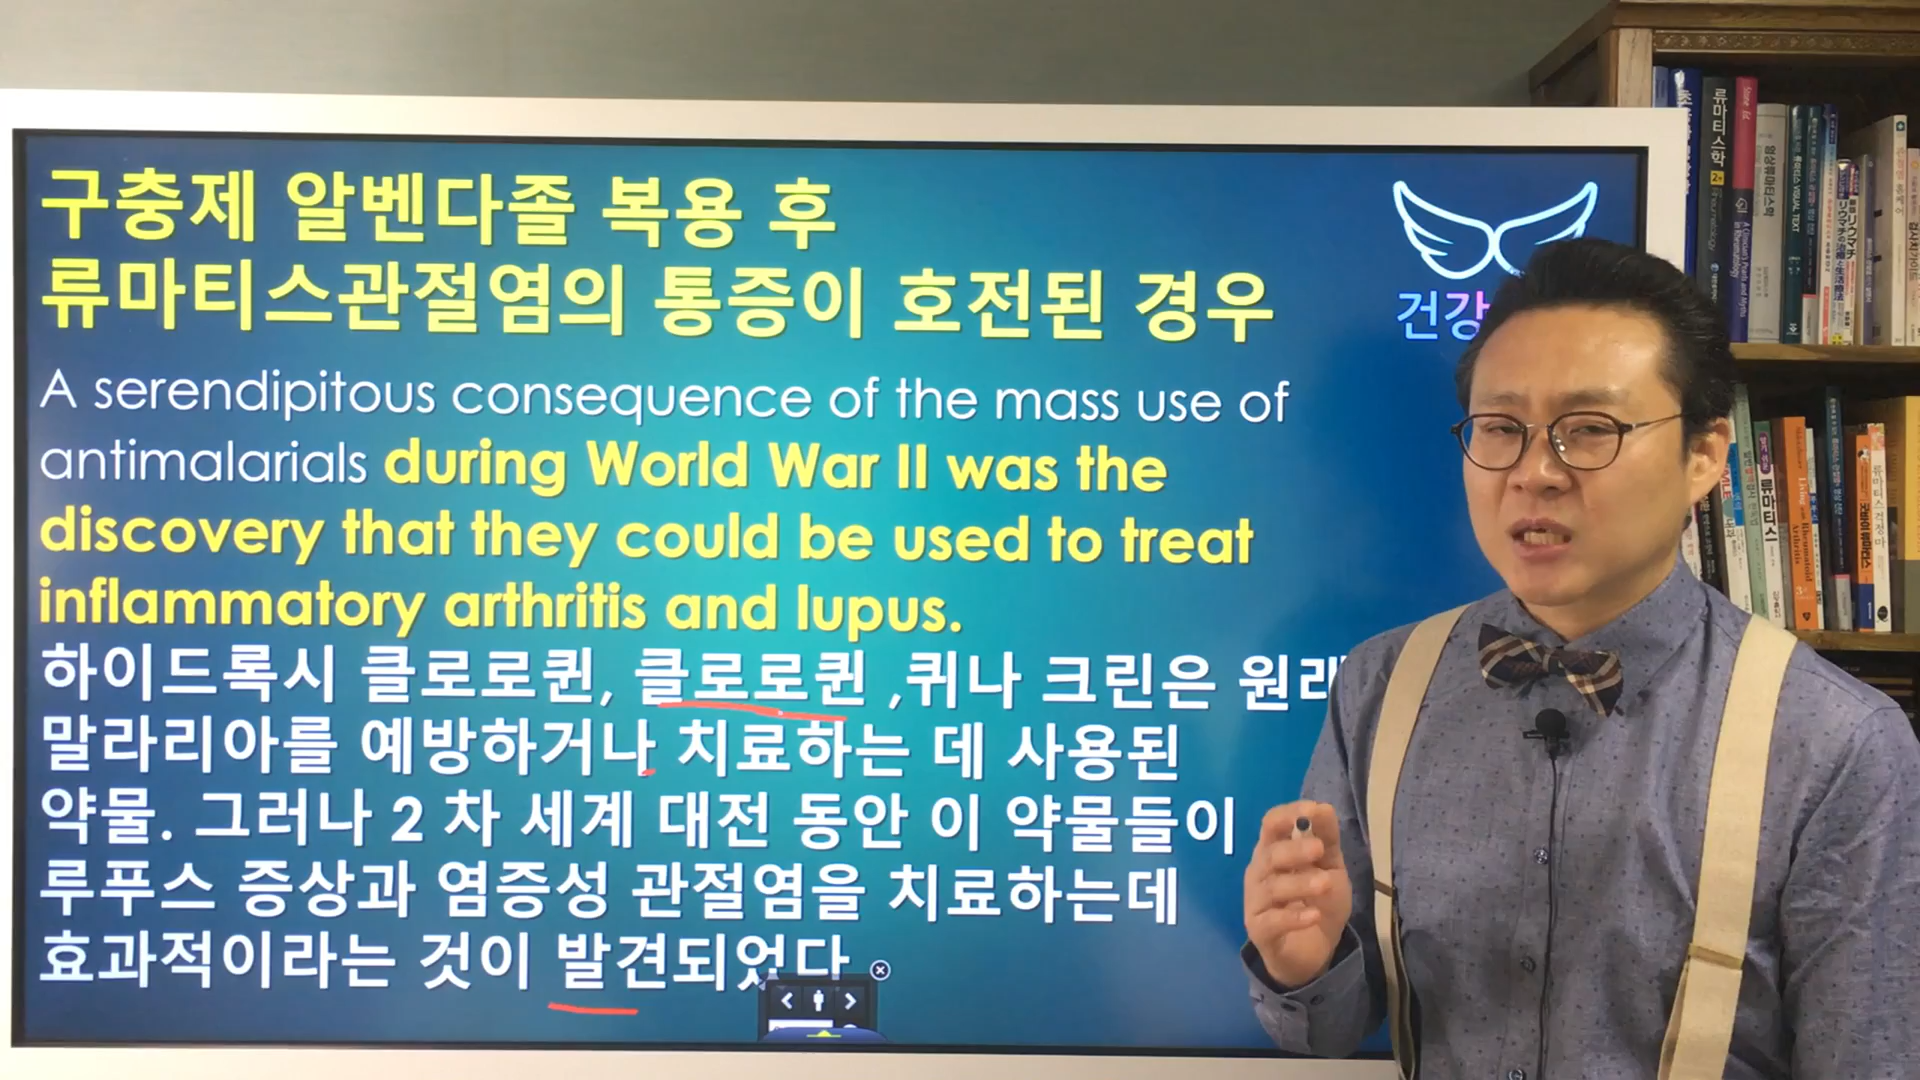 구충제 알벤다졸 복용 후
류마티스관절염의 통증이 호전된 경우
건강
A serendipitous consequence of the mass use of
antimalarials during World War II was the
discovery that they could be used to treat
inflammatory arthritis and lupus.
하이드록시 클로로퀸, 클로로퀸 ,퀴나 크린은 원래
말라리아를 예방하거나 치료하는 데 사용된
약물. 그러나 2 차 세계 대전 동안 이 약물들이
루푸스 증상과 염증성 관절염을 치료하는데
효과적이라는 것이 발견되었다
류마티스학
류마티스
Living with Rheumatoid Arthritis